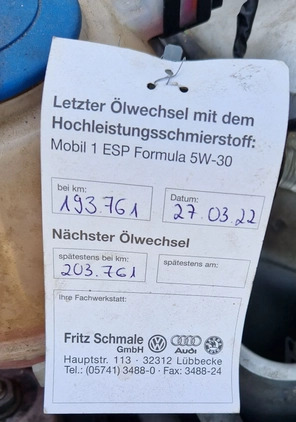 Letzter Ölwechsel mit dem
Hochleistungsschmierstoff:
Mobil 1 ESP Formula 5W-30
bei km: Datum:
193.761 27.03.22
Nächster Ölwechsel
spätestens bei km: spätestens am:
203.761
Ihre Fachwerkstatt:
Fritz Schmale
GmbH Audi
Hauptstr. 113 · 32312 Lübbecke
Tel.: (05741) 3488-0 · Fax: 3488-24